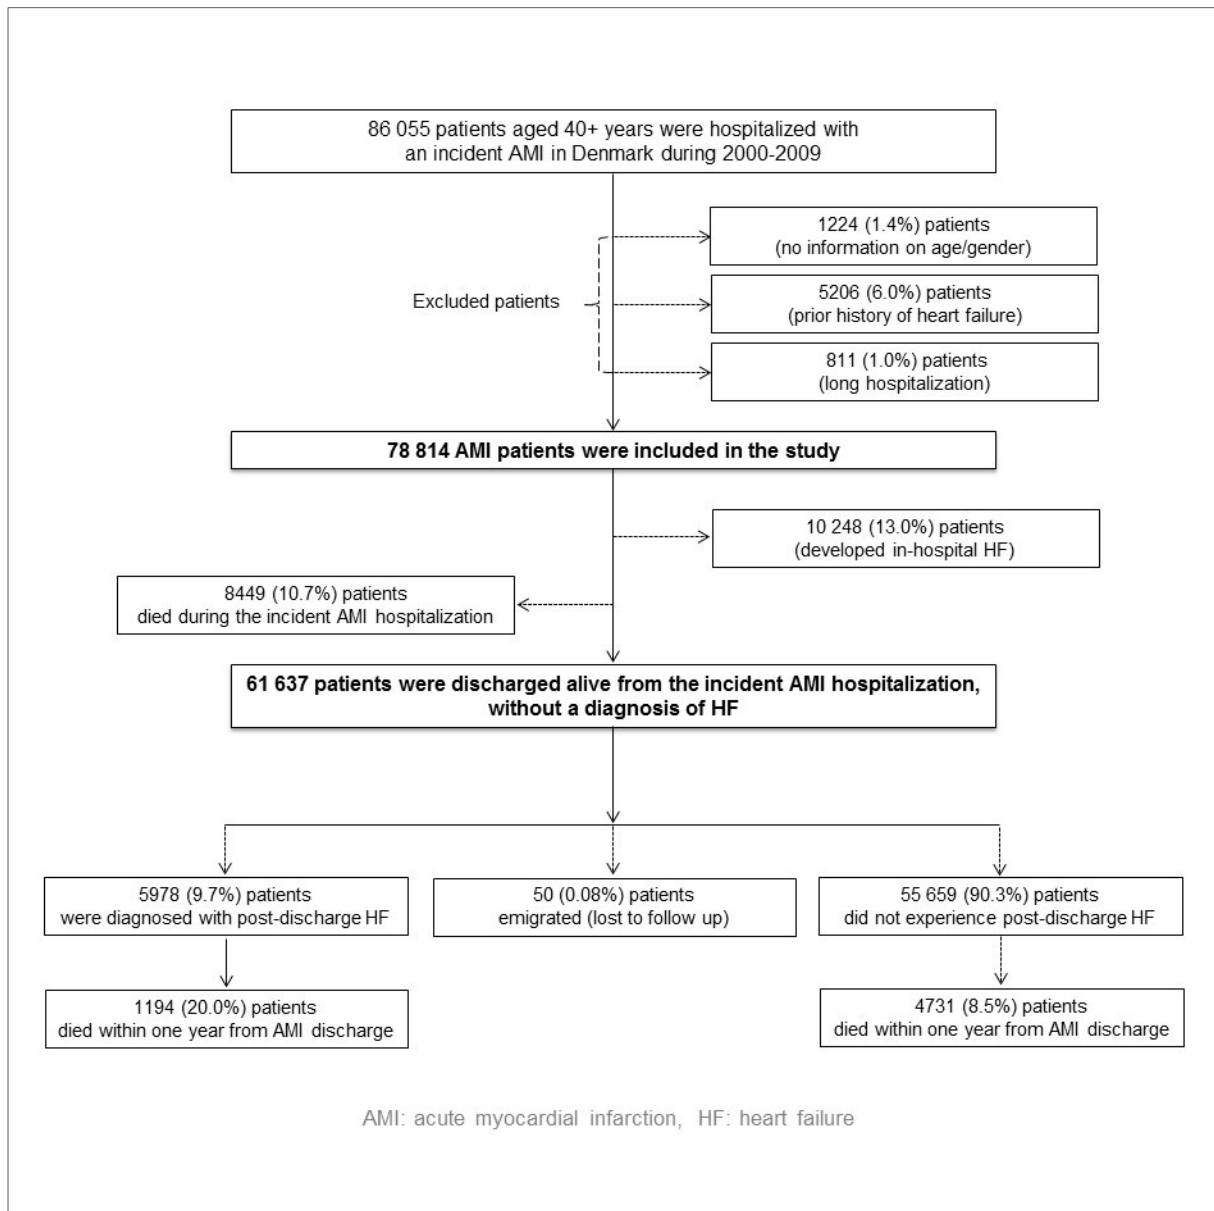 86 055 patients aged 40+ years were hospitalized with
an incident AMI in Denmark during 2000-2009
1224 (1.4%) patients
(no information on age/gender)
Excluded patients
5206 (6.0%) patients
(prior history of heart failure)
811 (1.0%) patients
(long hospitalization)
78 814 AMI patients were included in the study
10 248 (13.0%) patients
(developed in-hospital HF)
8449 (10.7%) patients
died during the incident AMI hospitalization
61 637 patients were discharged alive from the incident AMI hospitalization,
without a diagnosis of HF
5978 (9.7%) patients
were diagnosed with post-discharge HF
50 (0.08%) patients
emigrated (lost to follow up)
55 659 (90.3%) patients
did not experience post-discharge HF
1194 (20.0%) patients
died within one year from AMI discharge
4731 (8.5%) patients
died within one year from AMI discharge
AMI: acute myocardial infarction, HF: heart failure